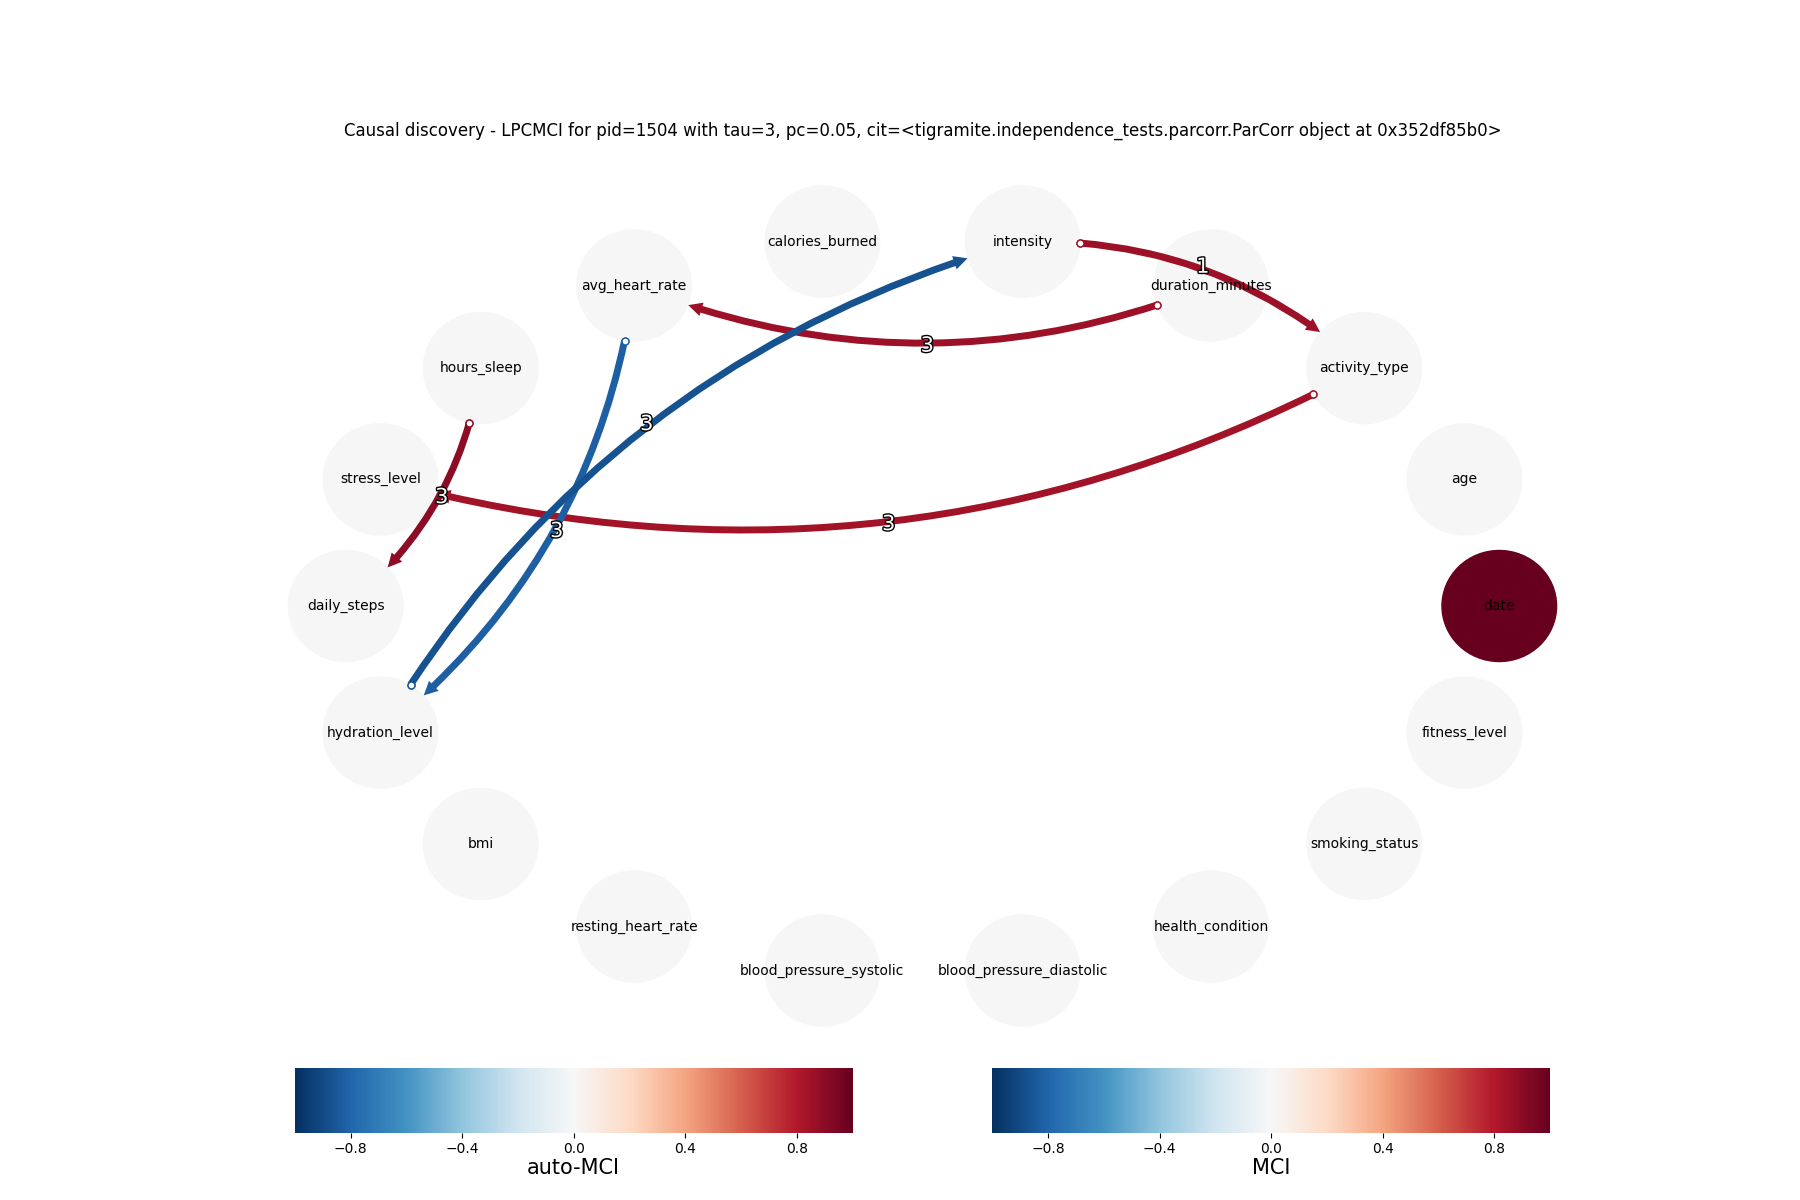 Causal discovery - LPCMCI for pid=1504 with tau=3, pc=0.05, cit=<tigramite.independence_tests.parcorr.ParCorr object at 0x352df85b0>
calories_burned
intensity
1
avg_heart_rate
duration_minutes
3
hours_sleep
activity_type
3
stress_level
age
3
3
3
daily_steps
date
hydration_level
fitness_level
bmi
smoking_status
resting_heart_rate
health_condition
blood_pressure_systolic
blood_pressure_diastolic
−0.8 −0.4 0.0 0.4 0.8
auto-MCI
−0.8 −0.4 0.0 0.4 0.8
MCI